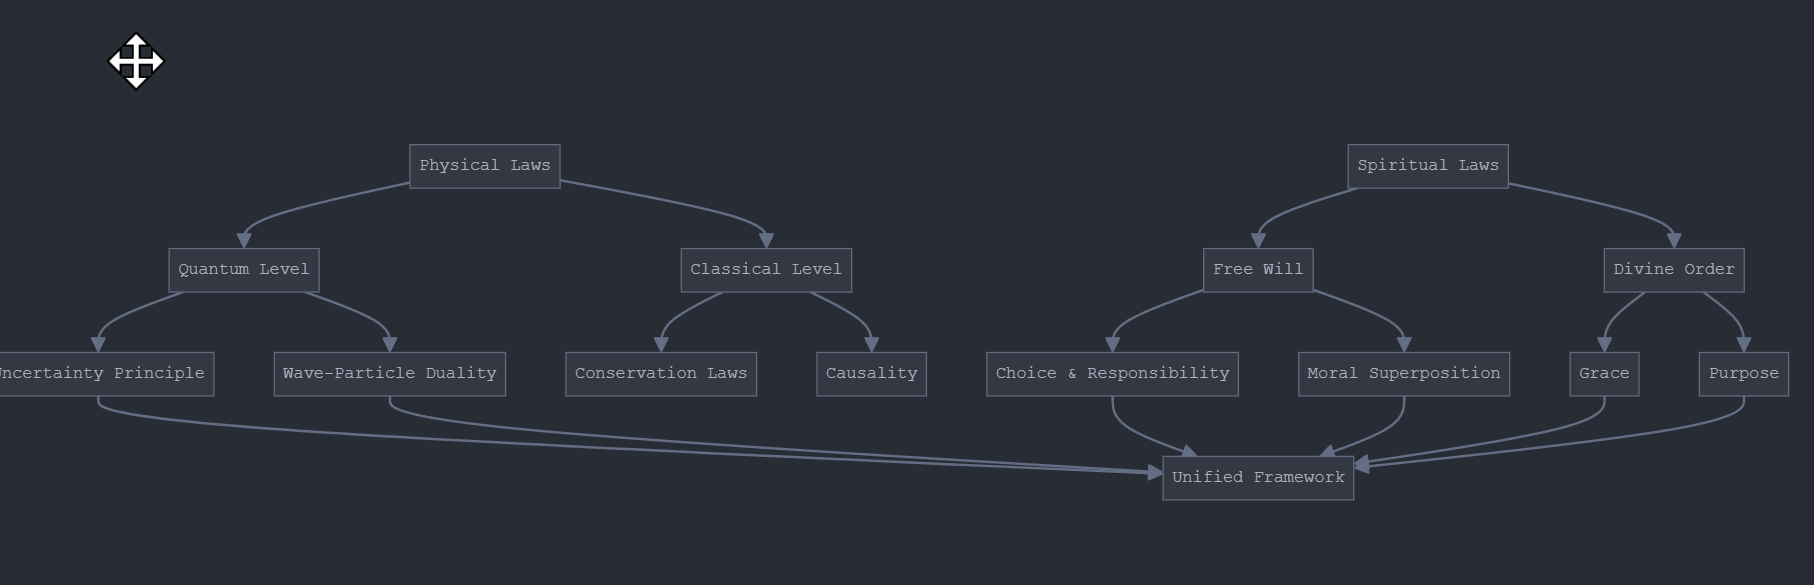 Physical Laws
Spiritual Laws
Quantum Level
Classical Level
Free Will
Divine Order
ncertainty Principle
Wave-Particle Duality
Conservation Laws
Causality
Choice & Responsibility
Moral Superposition
Grace
Purpose
Unified Framework